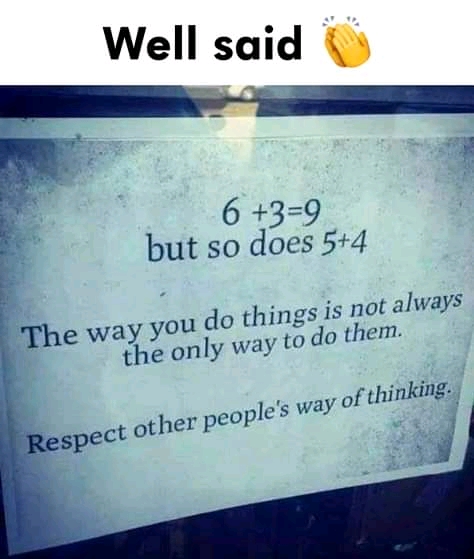 Well said 👏
6 +3=9
but so does 5+4
The way you do things is not always
the only way to do them.
Respect other people's way of thinking.